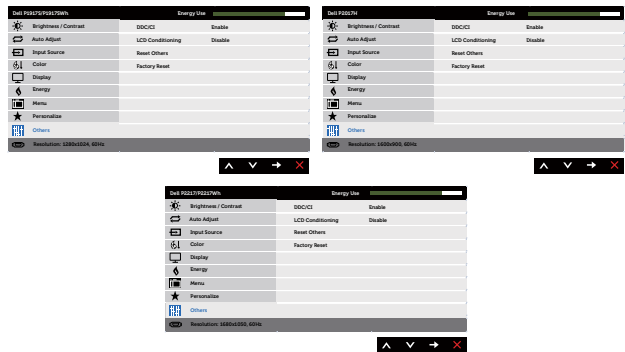 Dell P1917S/P1917SWh Energy Use
Brightness / Contrast DDC/CI Enable
Auto Adjust LCD Conditioning Disable
Input Source Reset Others
Color Factory Reset
Display
Energy
Menu
Personalize
Others
Resolution: 1280x1024, 60Hz
Dell P2017H Energy Use
Brightness / Contrast DDC/CI Enable
Auto Adjust LCD Conditioning Disable
Input Source Reset Others
Color Factory Reset
Display
Energy
Menu
Personalize
Others
Resolution: 1600x900, 60Hz
Dell P2217/P2217Wh Energy Use
Brightness / Contrast DDC/CI Enable
Auto Adjust LCD Conditioning Disable
Input Source Reset Others
Color Factory Reset
Display
Energy
Menu
Personalize
Others
Resolution: 1680x1050, 60Hz